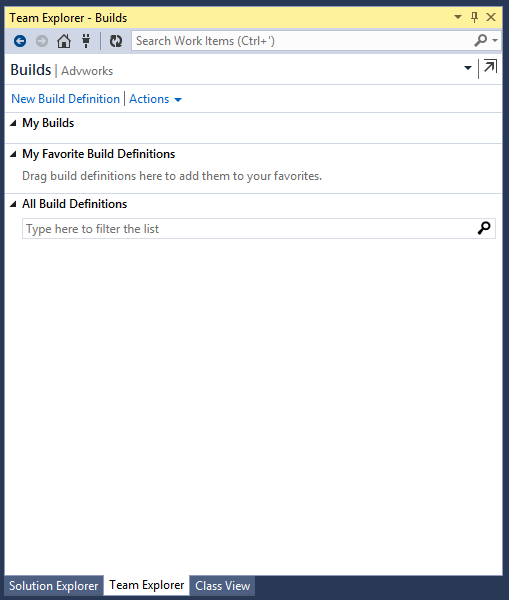 Team Explorer - Builds
Search Work Items (Ctrl+')
Builds | Advworks
New Build Definition | Actions
My Builds
My Favorite Build Definitions
Drag build definitions here to add them to your favorites.
All Build Definitions
Type here to filter the list
Solution Explorer Team Explorer Class View